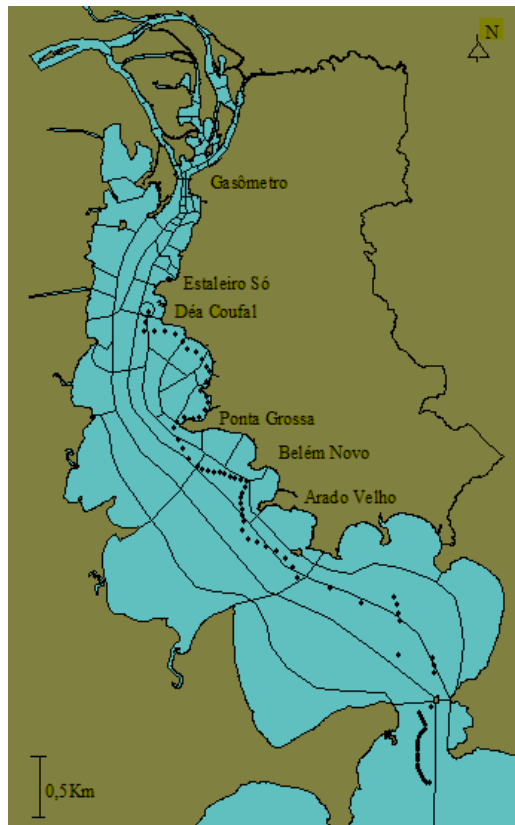 N
Gasômetro
Estaleiro Só
Déa Coufal
Ponta Grossa
Belém Novo
Arado Velho
0,5Km